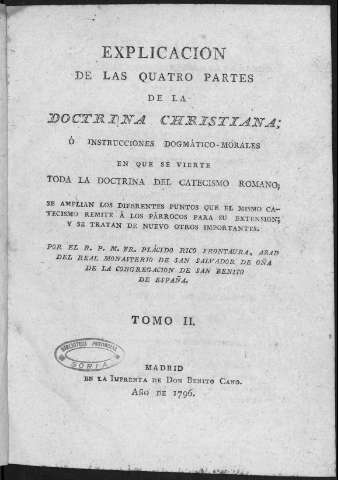 EXPLICACION
DE LAS QUATRO PARTES
DE LA
DOCTRINA CHRISTIANA;
Ó INSTRUCCIONES DOGMÁTICO-MORALES
EN QUE SE VIERTE
TODA LA DOCTRINA DEL CATECISMO ROMANO;
SE AMPLIAN LOS DIFERENTES PUNTOS QUE EL MISMO CA-
TECISMO REMITE Á LOS PÁRROCOS PARA SU EXTENSION;
Y SE TRATAN DE NUEVO OTROS IMPORTANTES.
POR EL R. P. M. FR. PLÁCIDO RICO FRONTAURA, ABAD
DEL REAL MONASTERIO DE SAN SALVADOR DE OÑA
DE LA CONGREGACION DE SAN BENITO
DE ESPAÑA.
TOMO II.
BIBLIOTECA PROVINCIAL
SORIA
MADRID
EN LA IMPRENTA DE DON BENITO CANO.
AÑO DE 1796.